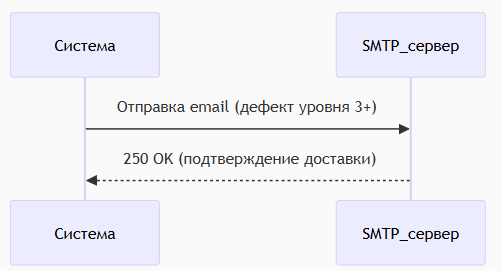 Система
SMTP_сервер
Отправка email (дефект уровня 3+)
250 OK (подтверждение доставки)
Система
SMTP_сервер